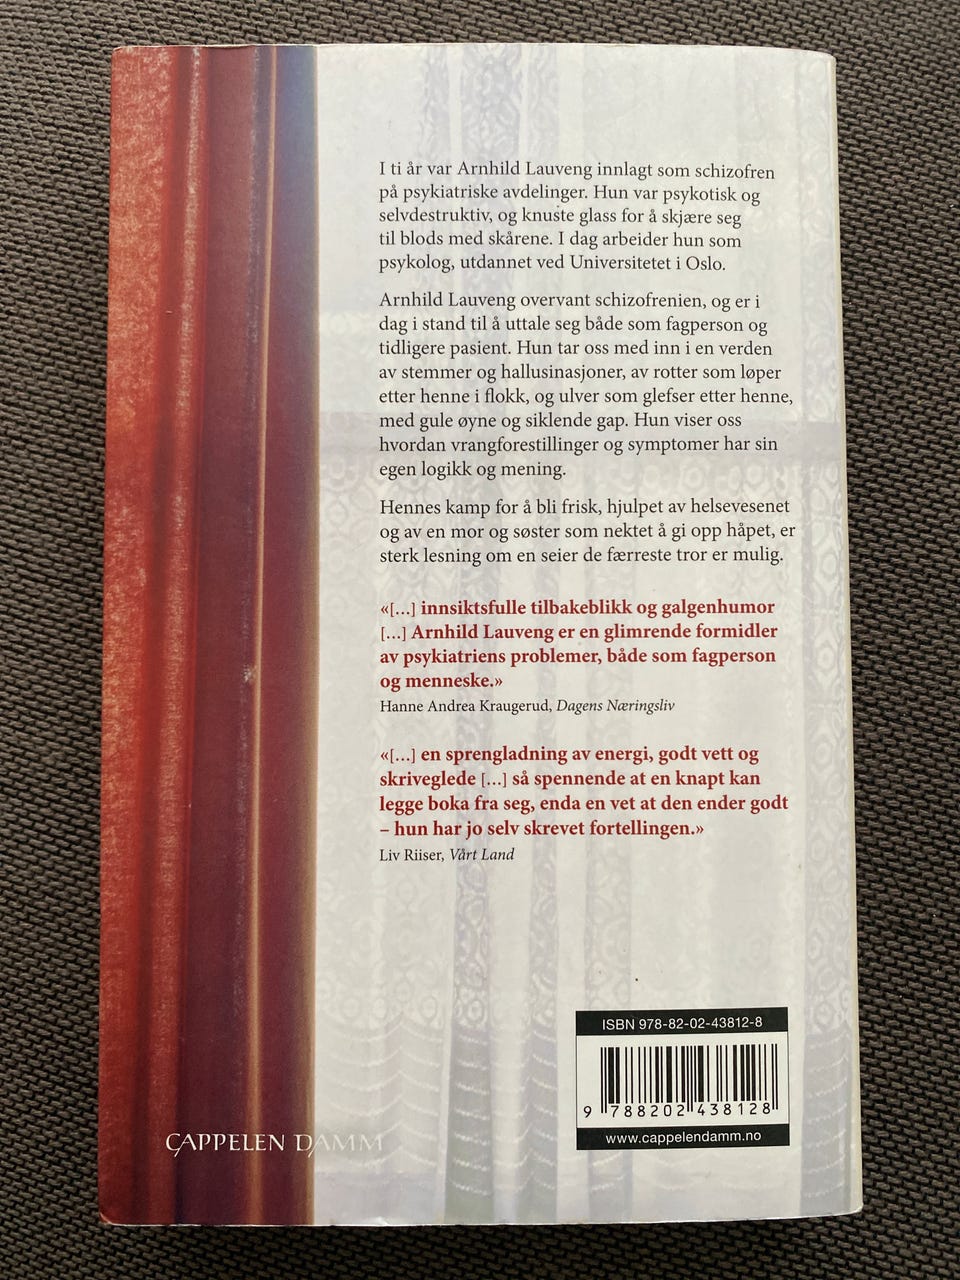 I ti år var Arnhild Lauveng innlagt som schizofren
på psykiatriske avdelinger. Hun var psykotisk og
selvdestruktiv, og knuste glass for å skjære seg
til blods med skårene. I dag arbeider hun som
psykolog, utdannet ved Universitetet i Oslo.
Arnhild Lauveng overvant schizofrenien, og er i
dag i stand til å uttale seg både som fagperson og
tidligere pasient. Hun tar oss med inn i en verden
av stemmer og hallusinasjoner, av rotter som løper
etter henne i flokk, og ulver som glefser etter henne,
med gule øyne og siklende gap. Hun viser oss
hvordan vrangforestillinger og symptomer har sin
egen logikk og mening.
Hennes kamp for å bli frisk, hjulpet av helsevesenet
og av en mor og søster som nektet å gi opp håpet, er
sterk lesning om en seier de færreste tror er mulig.
«[...] innsiktsfulle tilbakeblikk og galgenhumor
[...] Arnhild Lauveng er en glimrende formidler
av psykiatriens problemer, både som fagperson
og menneske.»
Hanne Andrea Kraugerud, Dagens Næringsliv
«[...] en sprengladning av energi, godt vett og
skriveglede [...] så spennende at en knapt kan
legge boka fra seg, enda en vet at den ender godt
– hun har jo selv skrevet fortellingen.»
Liv Riiser, Vårt Land
ISBN 978-82-02-43812-8
9 788202 438128
www.cappelendamm.no
CAPPELEN DAMM